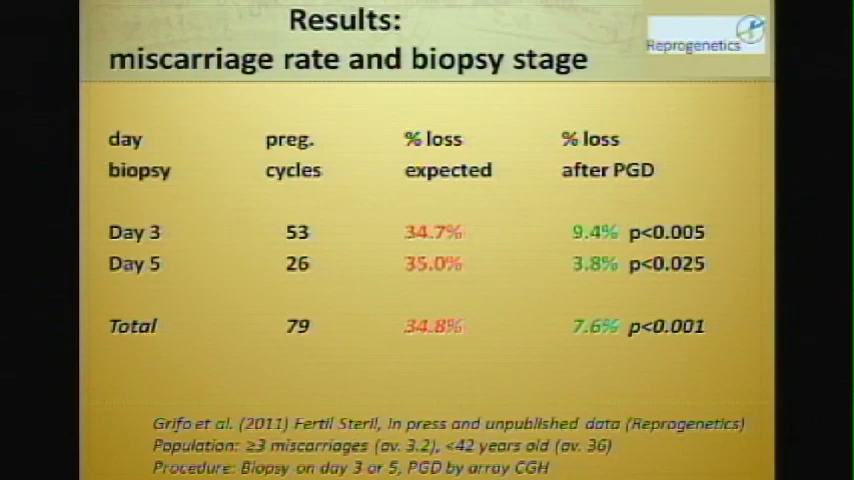 Results:
miscarriage rate and biopsy stage
Reprogenetics
day preg. % loss % loss
biopsy cycles expected after PGD
Day 3 53 34.7% 9.4% p<0.005
Day 5 26 35.0% 3.8% p<0.025
Total 79 34.8% 7.6% p<0.001
Grifo et al. (2011) Fertil Steril, in press and unpublished data (Reprogenetics)
Population: ≥3 miscarriages (av. 3.2), <42 years old (av. 36)
Procedure: Biopsy on day 3 or 5, PGD by array CGH